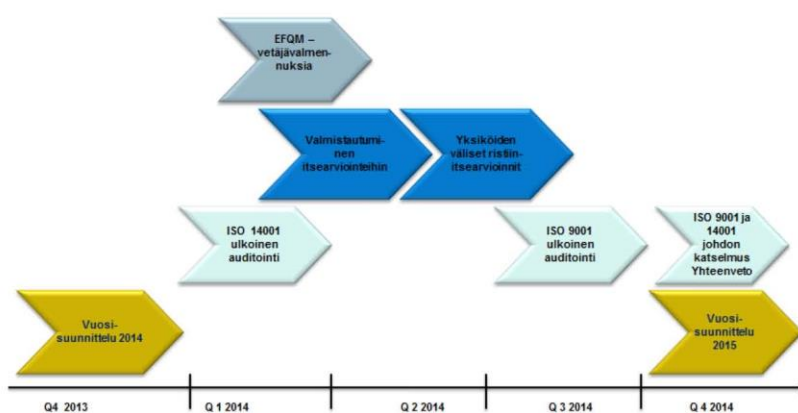 EFQM –
vetäjävalmen-
nuksia
Valmistautumi-
nen
itsearviointeihin
Yksiköiden
väliset ristiin-
itsearvioinnit
ISO 14001
ulkoinen
auditointi
ISO 9001
ulkoinen
auditointi
ISO 9001 ja
14001
johdon
katselmus
Yhteenveto
Vuosi-
suunnittelu 2014
Vuosi-
suunnittelu
2015
Q4 2013
Q 1 2014
Q 2 2014
Q 3 2014
Q 4 2014